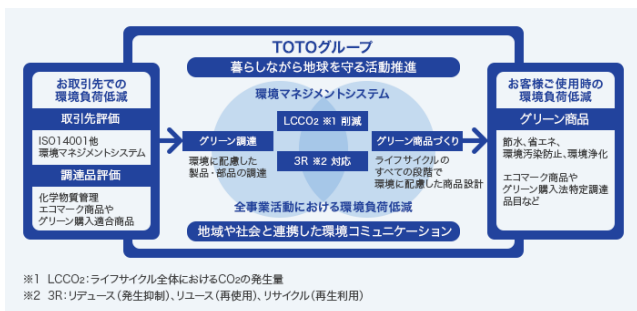 TOTOグループ
暮らしながら地球を守る活動推進
お取引先での
環境負荷低減
取引先評価
ISO14001他
環境マネジメントシステム
調達品評価
化学物質管理
エコマーク商品や
グリーン購入適合商品
環境マネジメントシステム
LCCO₂ ※1 削減
グリーン調達
環境に配慮した
製品・部品の調達
3R ※2 対応
グリーン商品づくり
ライフサイクルの
すべての段階で
環境に配慮した商品設計
全事業活動における環境負荷低減
地域や社会と連携した環境コミュニケーション
お客様ご使用時の
環境負荷低減
グリーン商品
節水、省エネ、
環境汚染防止、環境浄化
エコマーク商品や
グリーン購入法特定調達
品目など
※1 LCCO₂：ライフサイクル全体におけるCO₂の発生量
※2 3R：リデュース（発生抑制）、リユース（再使用）、リサイクル（再生利用）